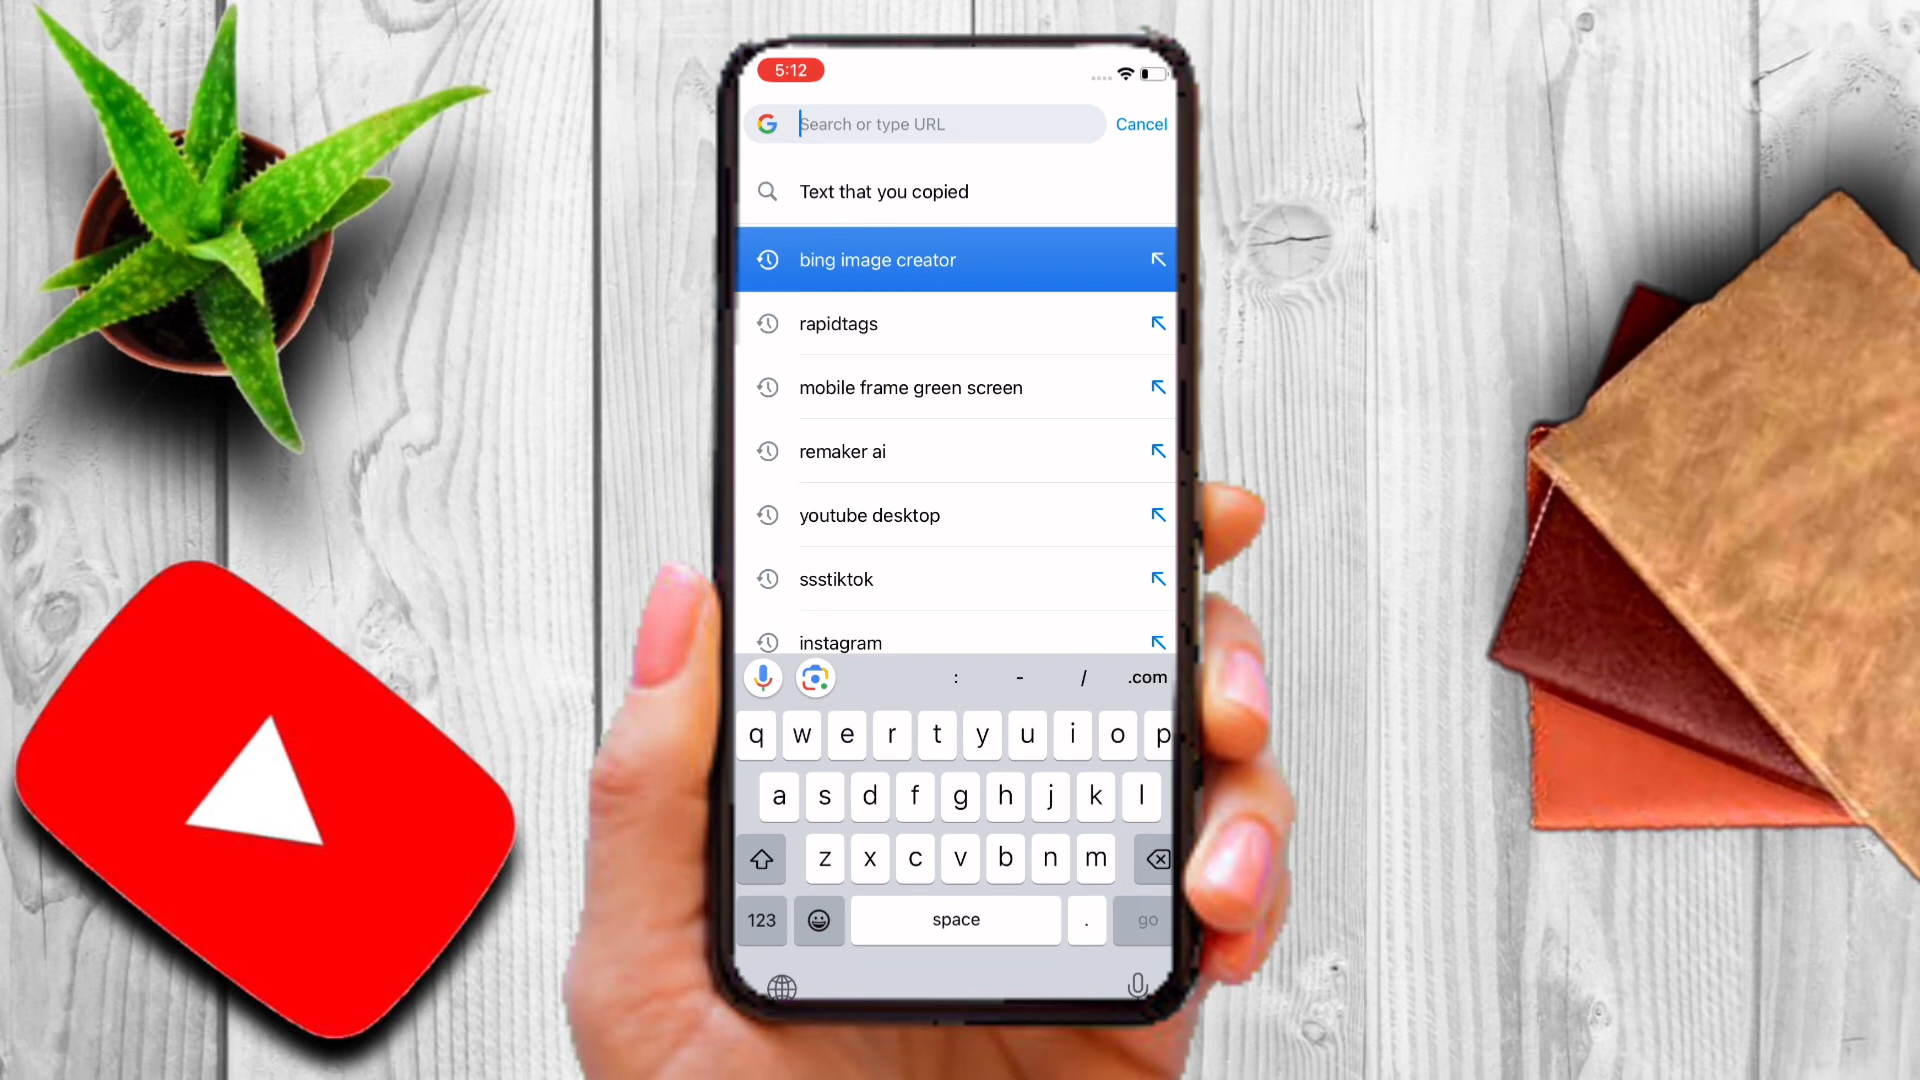 5:12
Search or type URL
Cancel
Text that you copied
bing image creator
rapidtags
mobile frame green screen
remaker ai
youtube desktop
ssstiktok
instagram
: - / .com
q w e r t y u i o p
a s d f g h j k l
z x c v b n m
123 space . go